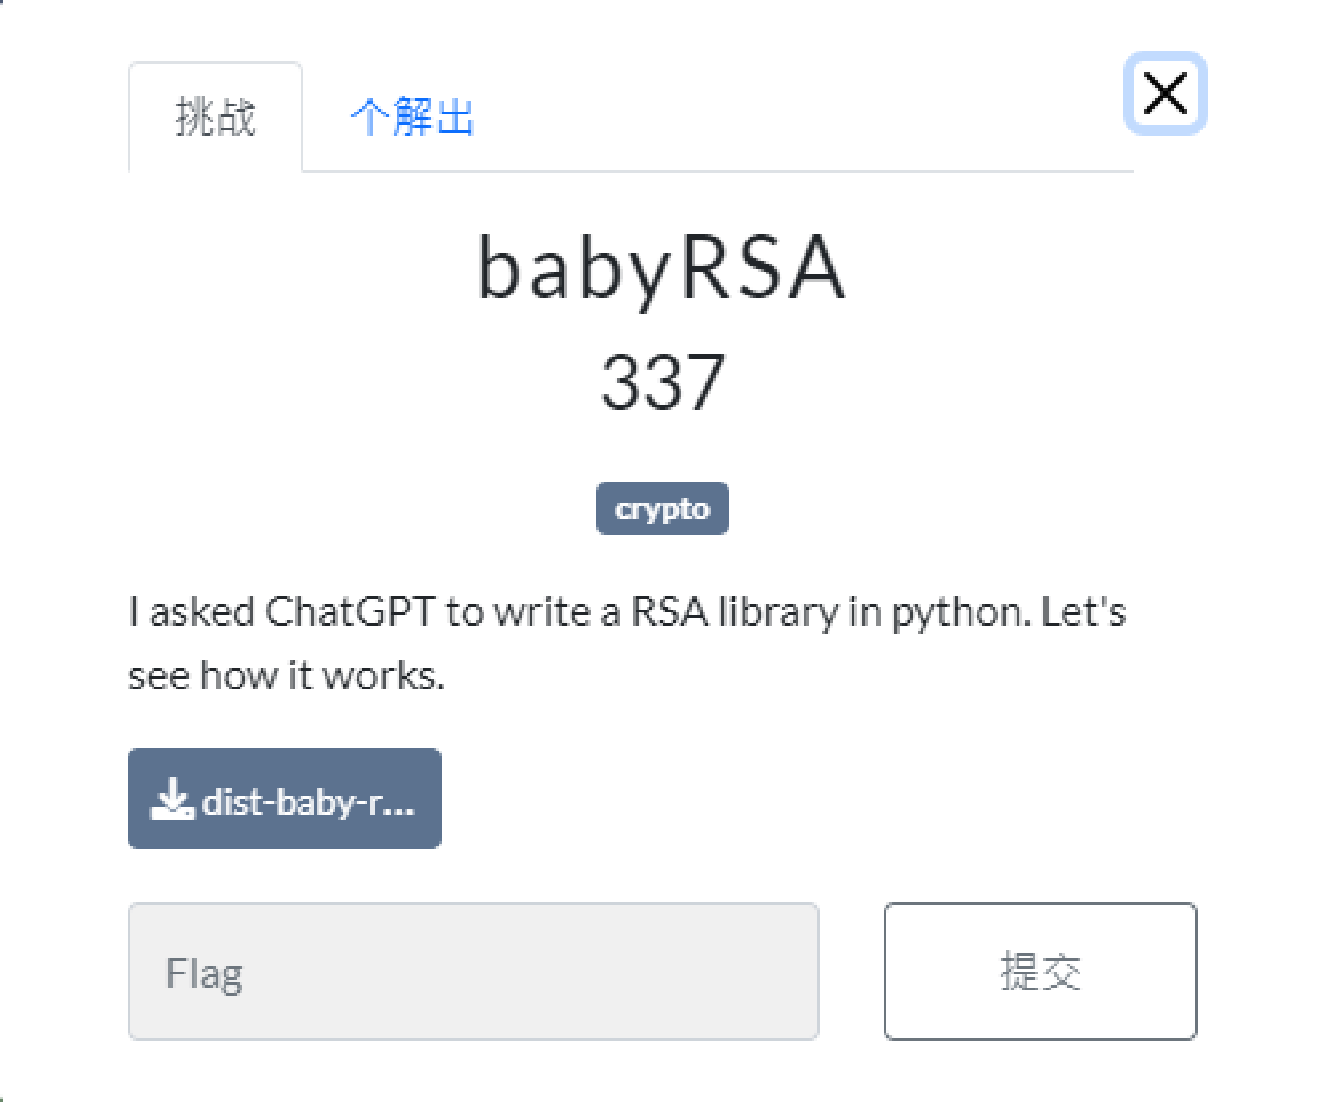 挑战
个解出
babyRSA
337
crypto
I asked ChatGPT to write a RSA library in python. Let's
see how it works.
dist-baby-r...
Flag
提交